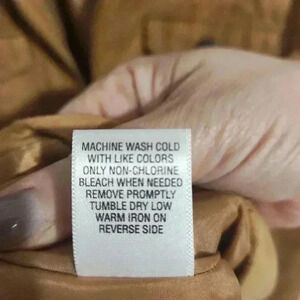 MACHINE WASH COLD
WITH LIKE COLORS
ONLY NON-CHLORINE
BLEACH WHEN NEEDED
REMOVE PROMPTLY
TUMBLE DRY LOW
WARM IRON ON
REVERSE SIDE